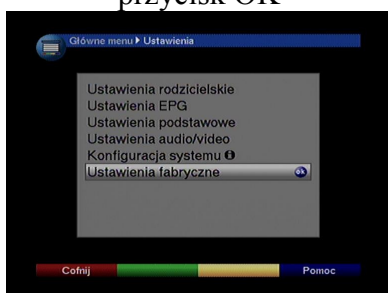 przycisk OK
Główne menu Ustawienia
Ustawienia rodzicielskie
Ustawienia EPG
Ustawienia podstawowe
Ustawienia audio/video
Konfiguracja systemu
Ustawienia fabryczne ok
Cofnij Pomoc